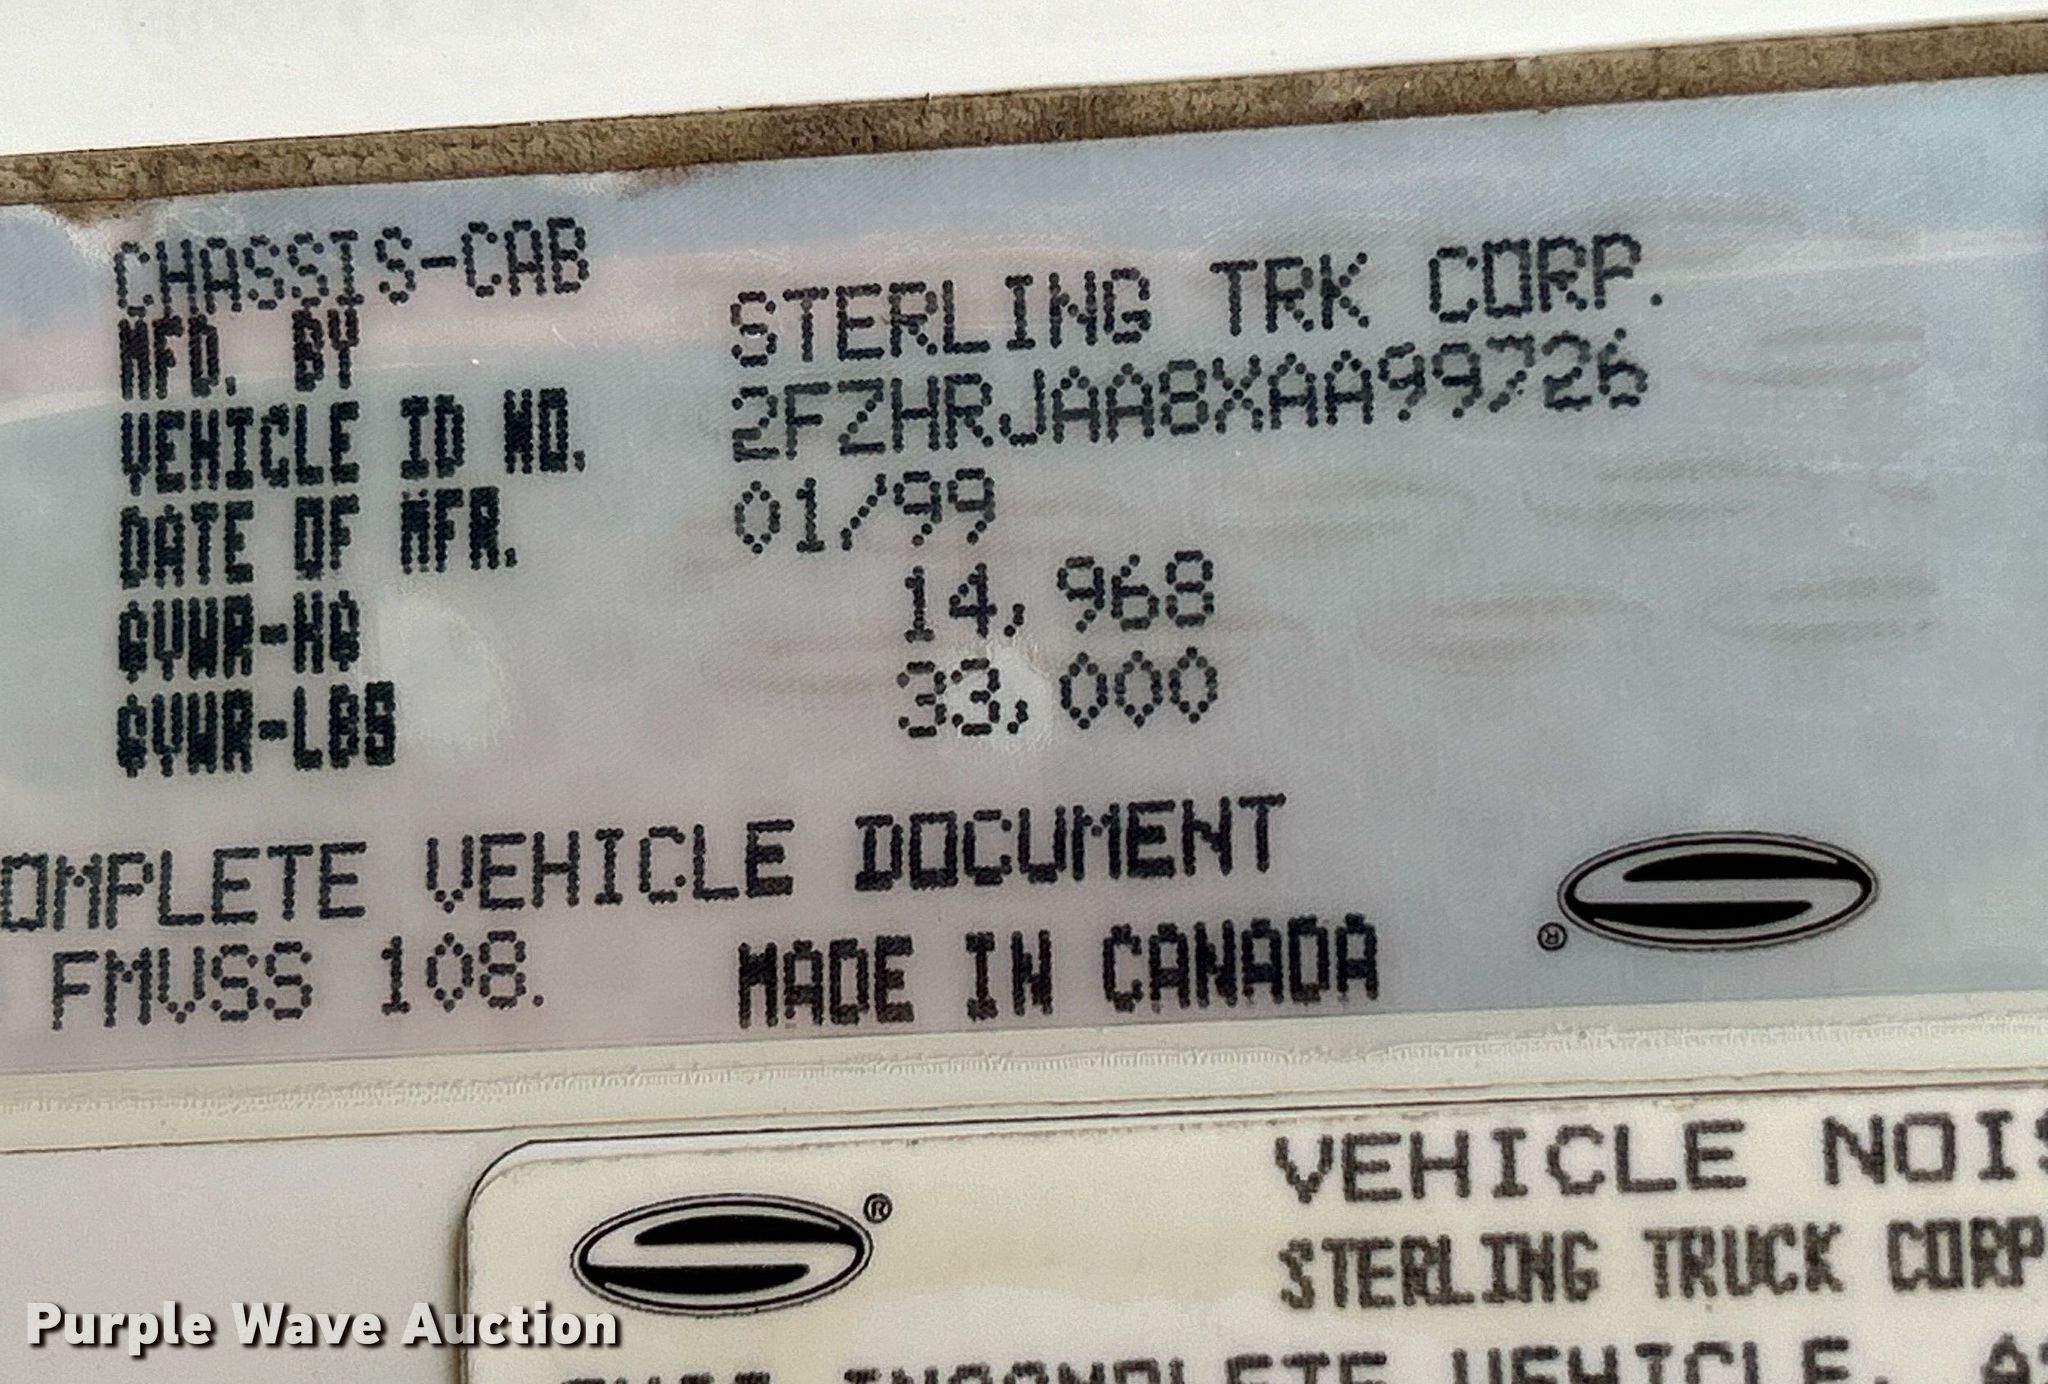 CHASSIS-CAB
MFD. BY STERLING TRK CORP.
VEHICLE ID NO. 2FZHRJAA8XAA99726
DATE OF MFR. 01/99
GVWR-KG 14,968
GVWR-LBS 33,000
OMPLETE VEHICLE DOCUMENT
FMVSS 108. MADE IN CANADA
®
®
VEHICLE NOIS
STERLING TRUCK CORP
INCOMPLETE VEHICLE,
Purple Wave Auction